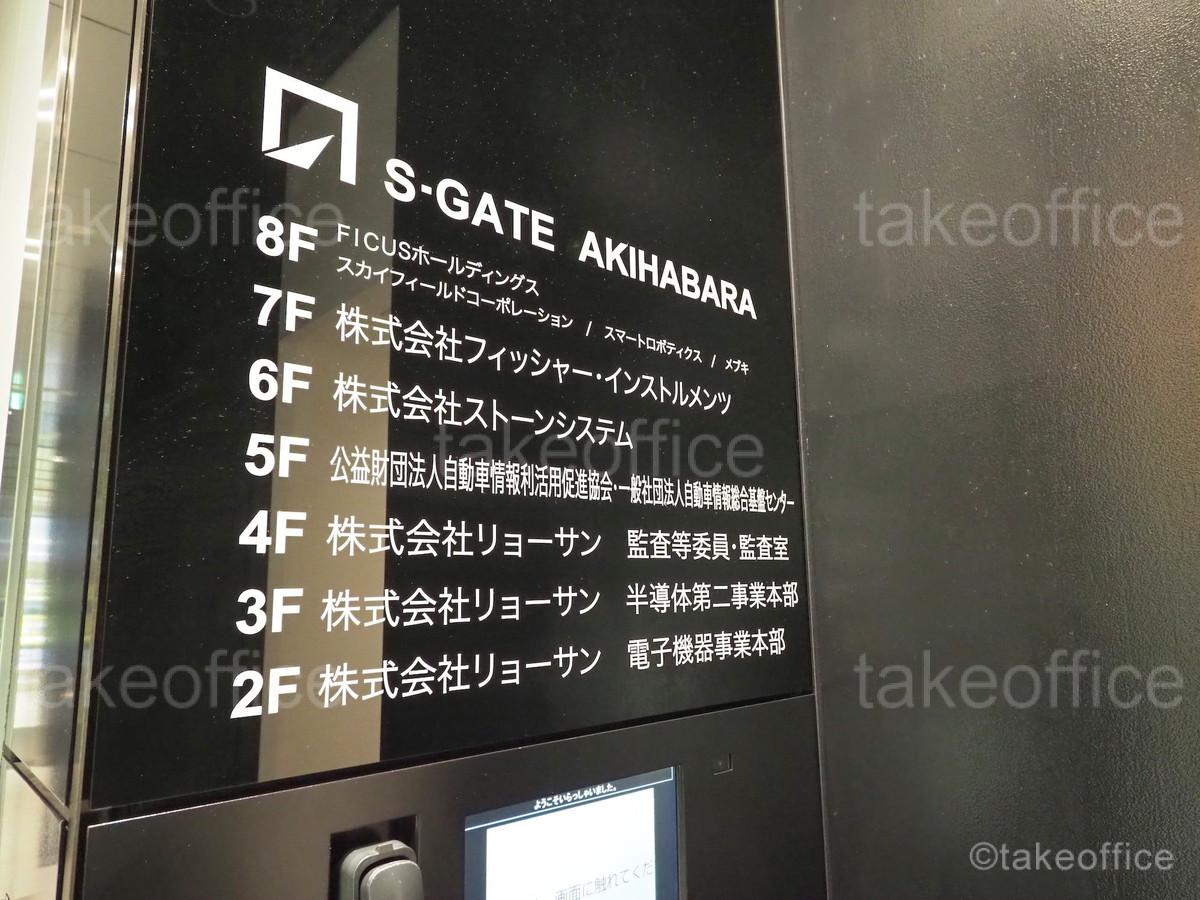 S-GATE AKIHABARA
8F FICUSホールディングス
スカイフィールドコーポレーション / スマートロボティクス / メブキ
7F 株式会社フィッシャー・インストルメンツ
6F 株式会社ストーンシステム
5F 公益財団法人自動車情報利活用促進協会・一般社団法人自動車情報総合基盤センター
4F 株式会社リョーサン 監査等委員・監査室
3F 株式会社リョーサン 半導体第二事業本部
2F 株式会社リョーサン 電子機器事業本部
ようこそいらっしゃいました。
画面に触れてくだ
takeoffice
takeoffice
takeoffice
takeoffice
takeoffice
©takeoffice